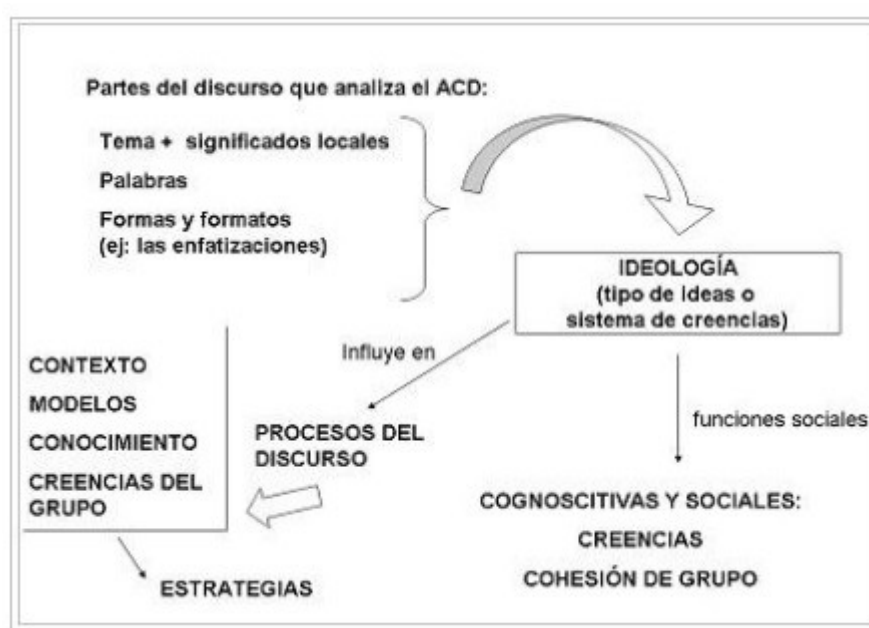 Partes del discurso que analiza el ACD:
Tema + significados locales
Palabras
Formas y formatos
(ej: las enfatizaciones)
IDEOLOGÍA
(tipo de ideas o
sistema de creencias)
Influye en
funciones sociales
CONTEXTO
MODELOS
CONOCIMIENTO
CREENCIAS DEL
GRUPO
PROCESOS DEL
DISCURSO
ESTRATEGIAS
COGNOSCITIVAS Y SOCIALES:
CREENCIAS
COHESIÓN DE GRUPO